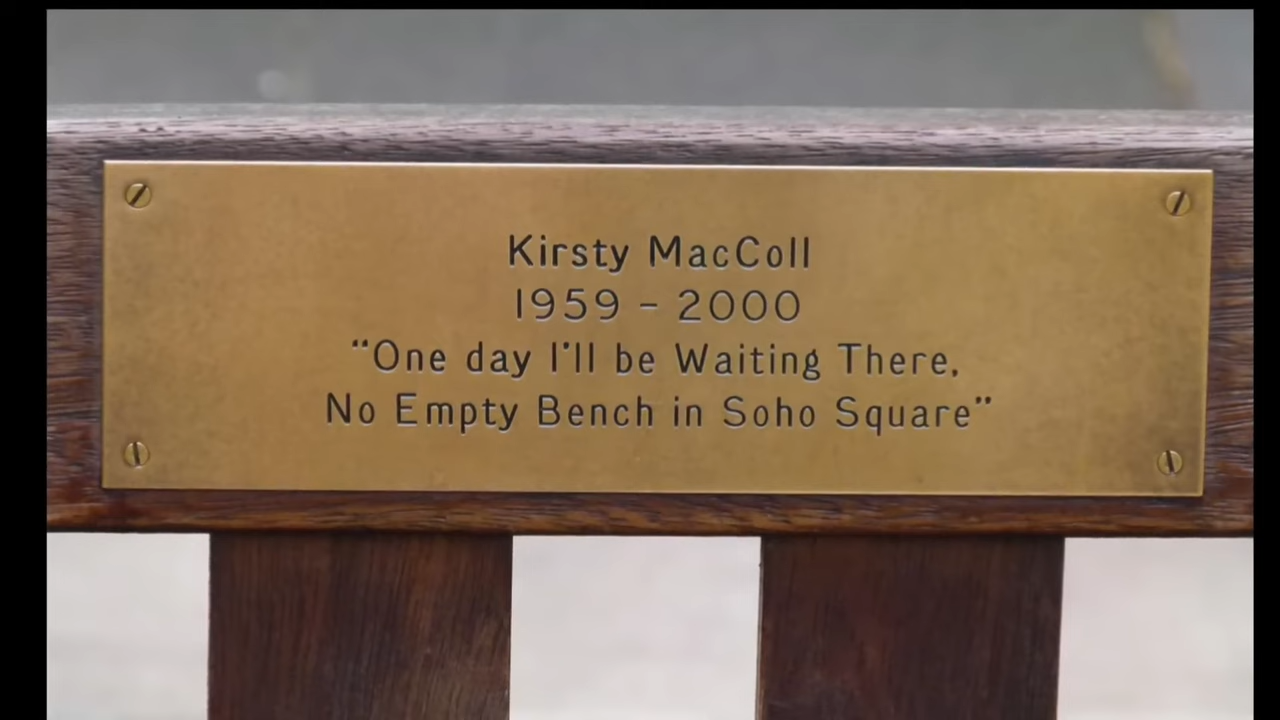 Kirsty MacColl
1959 - 2000
“One day I'll be Waiting There,
No Empty Bench in Soho Square”